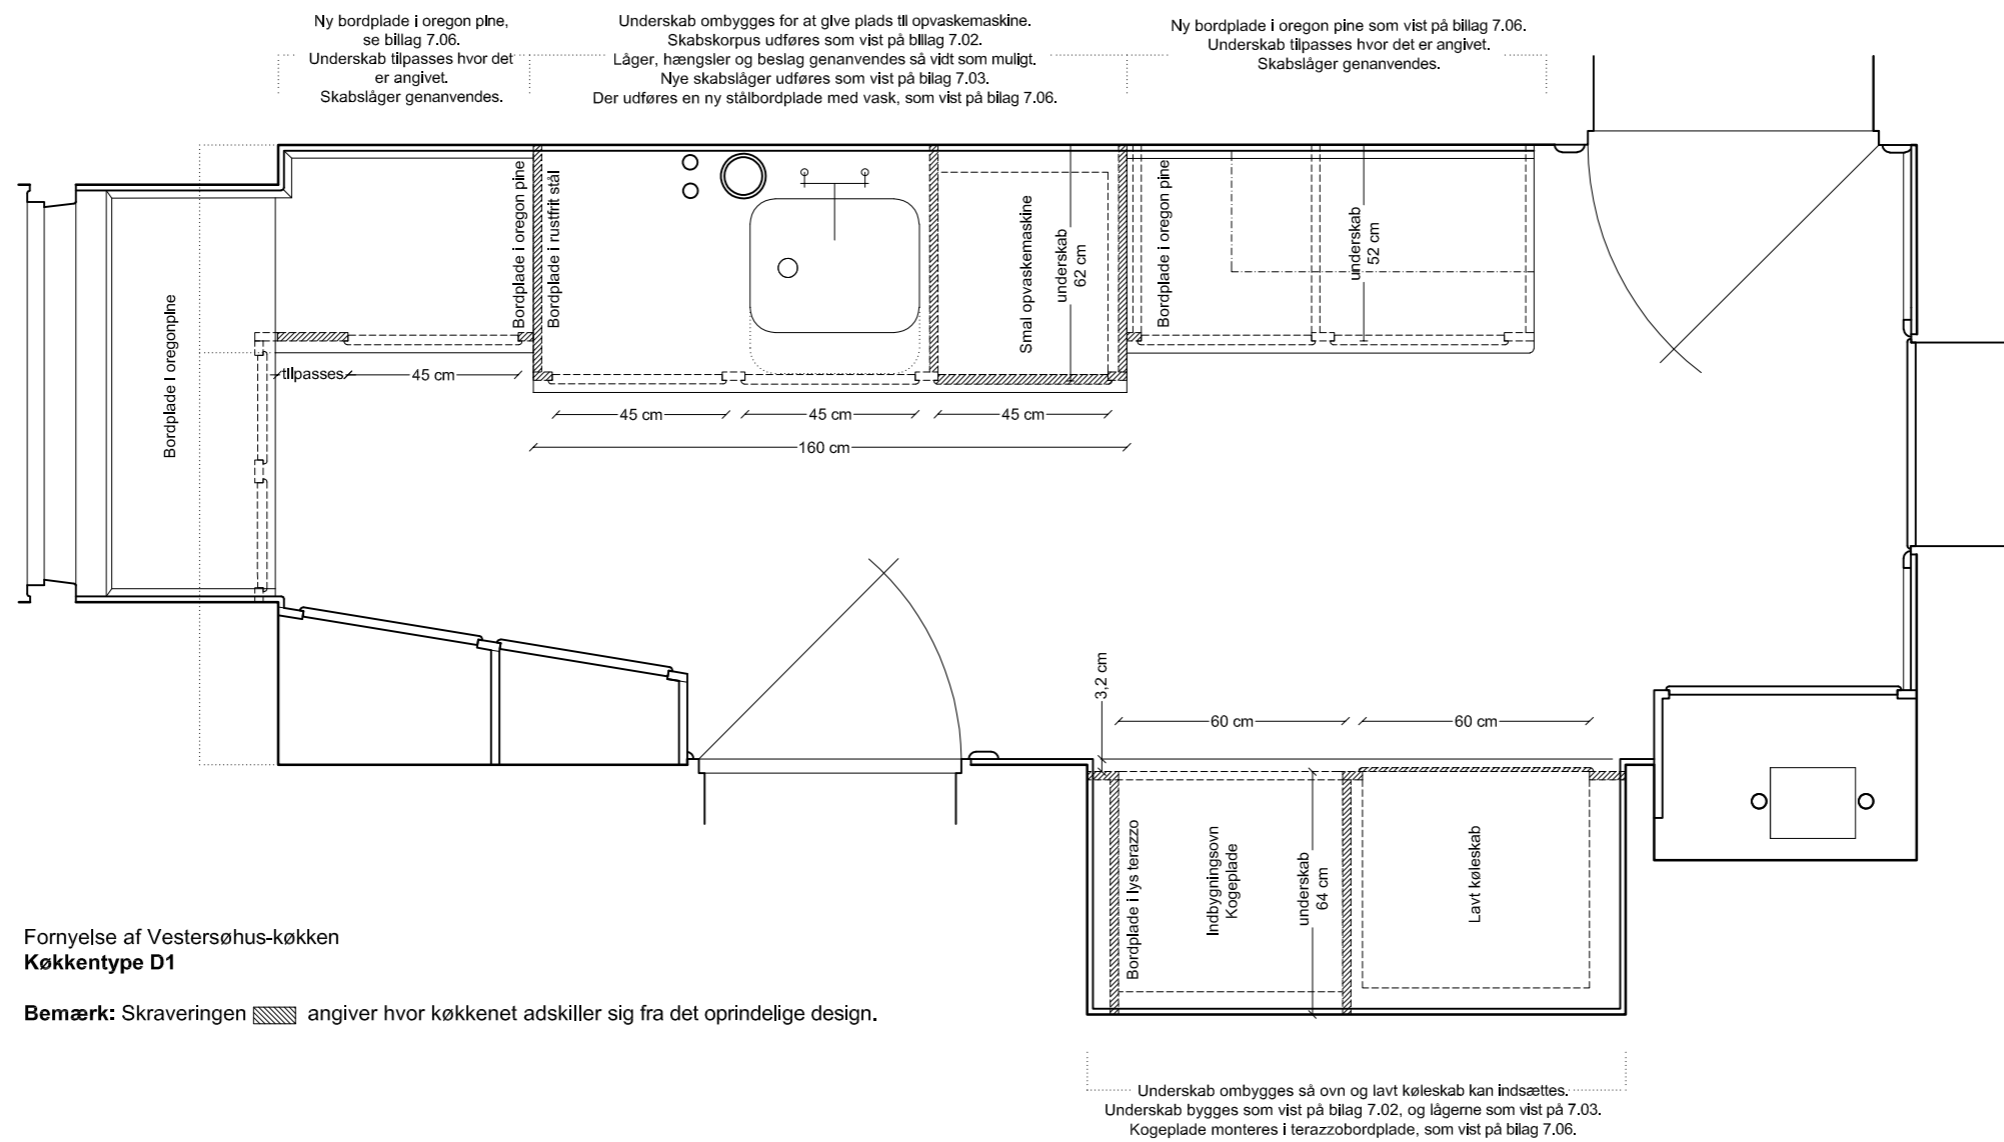 Ny bordplade i oregon pine,
se billag 7.06.
Underskab tilpasses hvor det
er angivet.
Skabslåger genanvendes.
Underskab ombygges for at give plads til opvaskemaskine.
Skabskorpus udføres som vist på billag 7.02.
Låger, hængsler og beslag genanvendes så vidt som muligt.
Nye skabslåger udføres som vist på bilag 7.03.
Der udføres en ny stålbordplade med vask, som vist på bilag 7.06.
Ny bordplade i oregon pine som vist på billag 7.06.
Underskab tilpasses hvor det er angivet.
Skabslåger genanvendes.
Bordplade i oregonpine
Bordplade i oregon pine
Bordplade i rustfrit stål
Smal opvaskemaskine
underskab
62 cm
Bordplade i oregon pine
underskab
52 cm
tilpasses
45 cm
45 cm
45 cm
45 cm
160 cm
3,2 cm
60 cm
60 cm
Bordplade i lys terazzo
Indbygningsovn
Kogeplade
underskab
64 cm
Lavt køleskab
Fornyelse af Vestersøhus-køkken
Køkkentype D1
Bemærk: Skraveringen angiver hvor køkkenet adskiller sig fra det oprindelige design.
Underskab ombygges så ovn og lavt køleskab kan indsættes.
Underskab bygges som vist på bilag 7.02, og lågerne som vist på 7.03.
Kogeplade monteres i terazzobordplade, som vist på bilag 7.06.